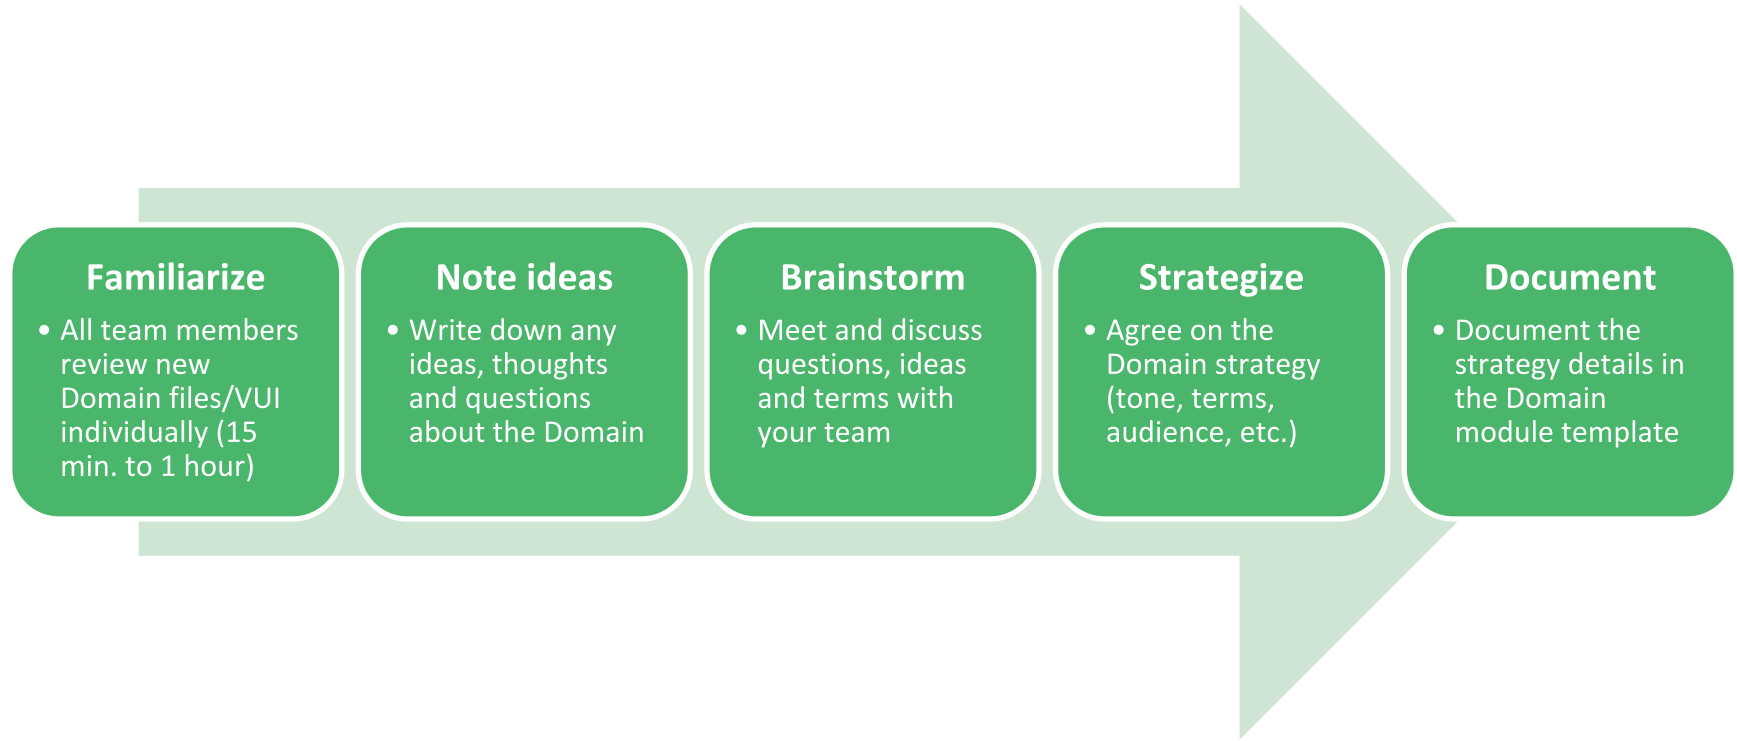 Familiarize
• All team members
review new
Domain files/VUI
individually (15
min. to 1 hour)
Note ideas
• Write down any
ideas, thoughts
and questions
about the Domain
Brainstorm
• Meet and discuss
questions, ideas
and terms with
your team
Strategize
• Agree on the
Domain strategy
(tone, terms,
audience, etc.)
Document
• Document the
strategy details in
the Domain
module template